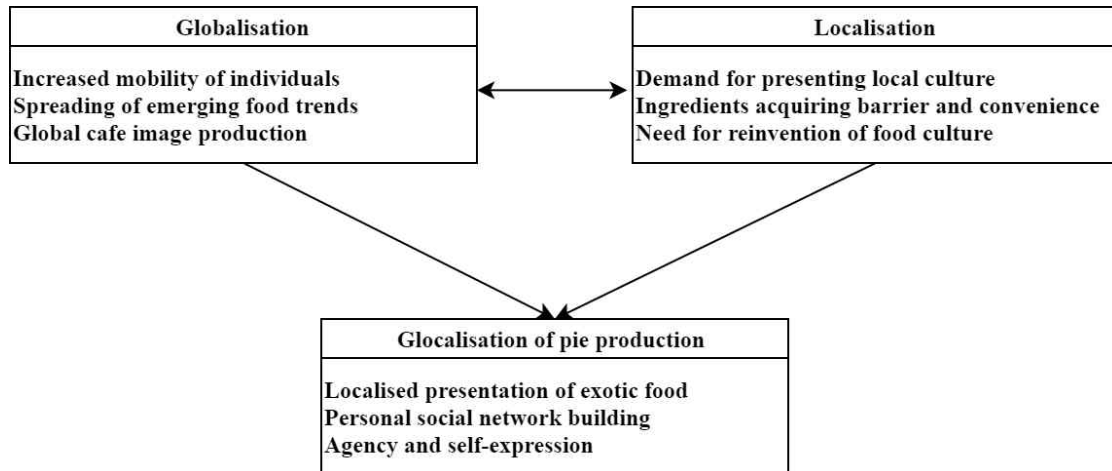 Globalisation
Increased mobility of individuals
Spreading of emerging food trends
Global cafe image production
Localisation
Demand for presenting local culture
Ingredients acquiring barrier and convenience
Need for reinvention of food culture
Glocalisation of pie production
Localised presentation of exotic food
Personal social network building
Agency and self-expression